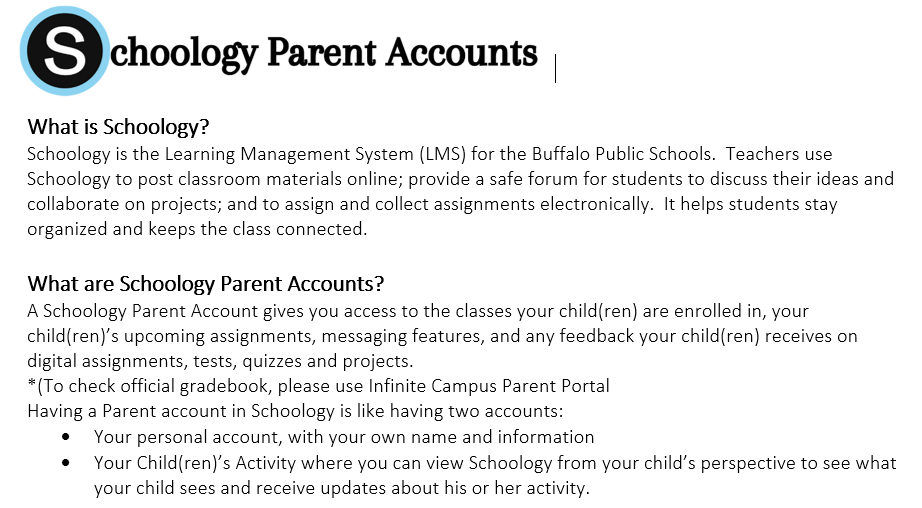 Schoology Parent Accounts
What is Schoology?
Schoology is the Learning Management System (LMS) for the Buffalo Public Schools.  Teachers use
Schoology to post classroom materials online; provide a safe forum for students to discuss their ideas and
collaborate on projects; and to assign and collect assignments electronically.  It helps students stay
organized and keeps the class connected.
What are Schoology Parent Accounts?
A Schoology Parent Account gives you access to the classes your child(ren) are enrolled in, your
child(ren)’s upcoming assignments, messaging features, and any feedback your child(ren) receives on
digital assignments, tests, quizzes and projects.
*(To check official gradebook, please use Infinite Campus Parent Portal
Having a Parent account in Schoology is like having two accounts:
• Your personal account, with your own name and information
• Your Child(ren)’s Activity where you can view Schoology from your child’s perspective to see what
your child sees and receive updates about his or her activity.